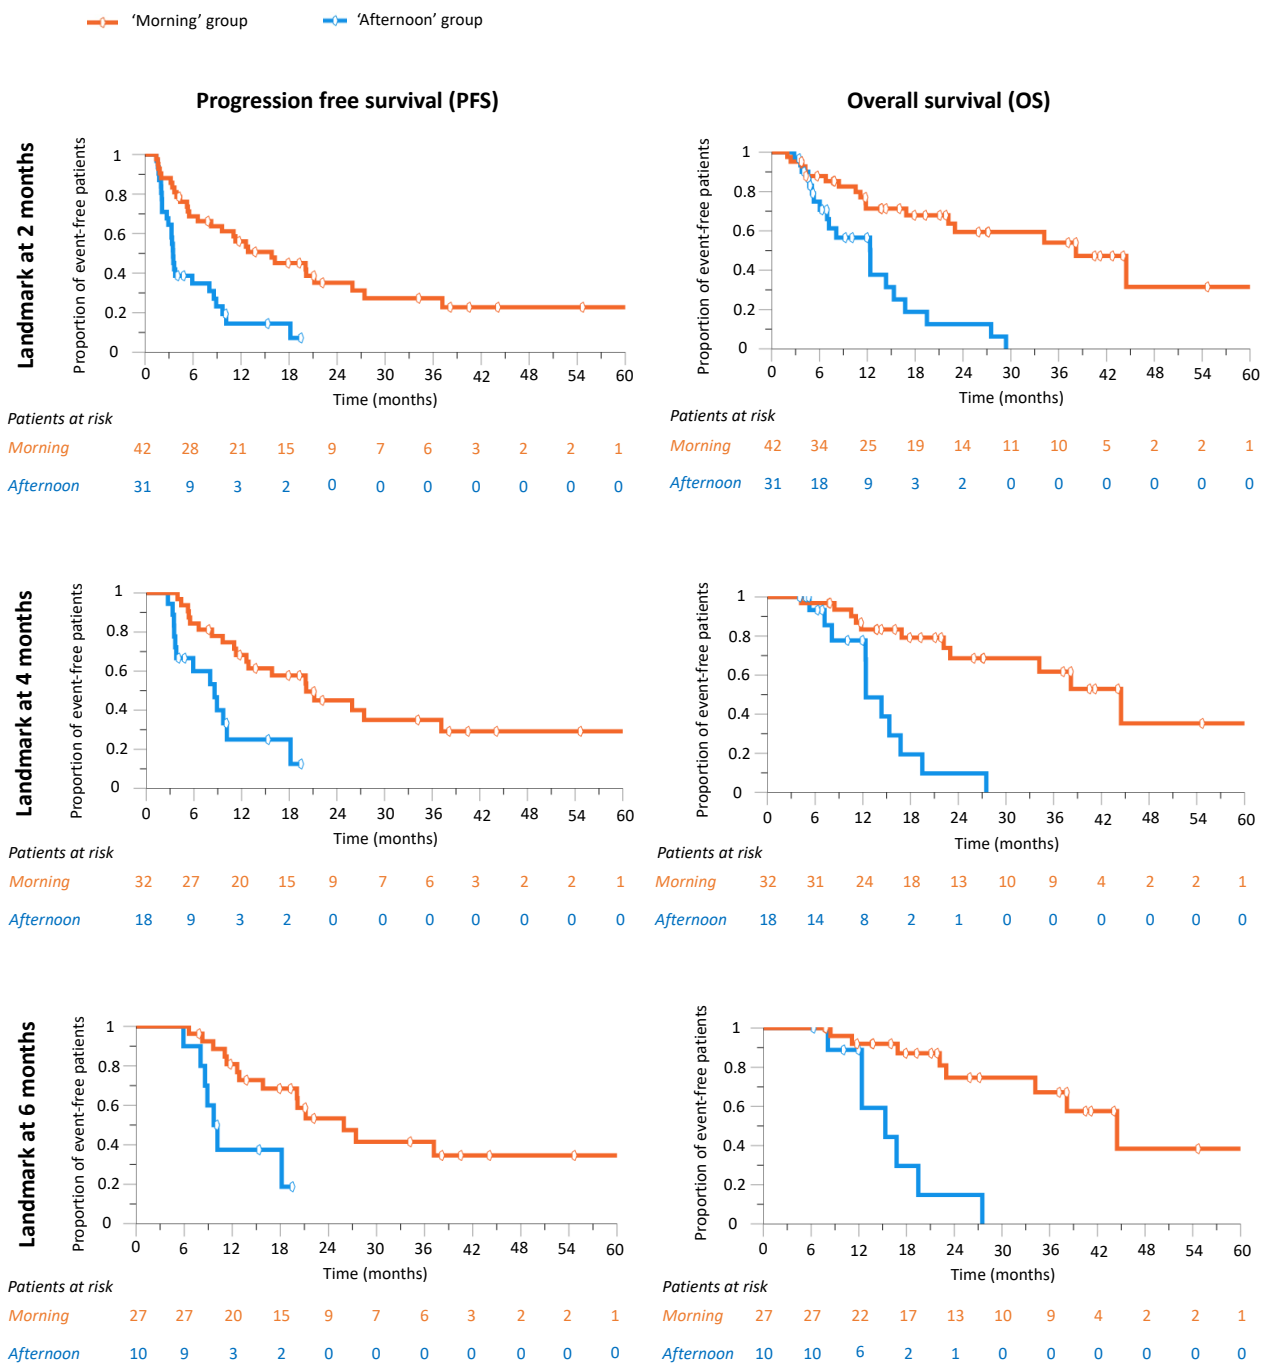 ‘Morning’ group ‘Afternoon’ group
Progression free survival (PFS) Overall survival (OS)
Landmark at 2 months
Proportion of event-free patients
1
0.8
0.6
0.4
0.2
0
0 6 12 18 24 30 36 42 48 54 60
Time (months)
Patients at risk
Morning 42 28 21 15 9 7 6 3 2 2 1
Afternoon 31 9 3 2 0 0 0 0 0 0 0
Proportion of event-free patients
1
0.8
0.6
0.4
0.2
0
0 6 12 18 24 30 36 42 48 54 60
Time (months)
Patients at risk
Morning 42 34 25 19 14 11 10 5 2 2 1
Afternoon 31 18 9 3 2 0 0 0 0 0 0
Landmark at 4 months
Proportion of event-free patients
1
0.8
0.6
0.4
0.2
0
0 6 12 18 24 30 36 42 48 54 60
Time (months)
Patients at risk
Morning 32 27 20 15 9 7 6 3 2 2 1
Afternoon 18 9 3 2 0 0 0 0 0 0 0
Proportion of event-free patients
1
0.8
0.6
0.4
0.2
0
0 6 12 18 24 30 36 42 48 54 60
Time (months)
Patients at risk
Morning 32 31 24 18 13 10 9 4 2 2 1
Afternoon 18 14 8 2 1 0 0 0 0 0 0
Landmark at 6 months
Proportion of event-free patients
1
0.8
0.6
0.4
0.2
0
0 6 12 18 24 30 36 42 48 54 60
Time (months)
Patients at risk
Morning 27 27 20 15 9 7 6 3 2 2 1
Afternoon 10 9 3 2 0 0 0 0 0 0 0
Proportion of event-free patients
1
0.8
0.6
0.4
0.2
0
0 6 12 18 24 30 36 42 48 54 60
Time (months)
Patients at risk
Morning 27 27 22 17 13 10 9 4 2 2 1
Afternoon 10 10 6 2 1 0 0 0 0 0 0